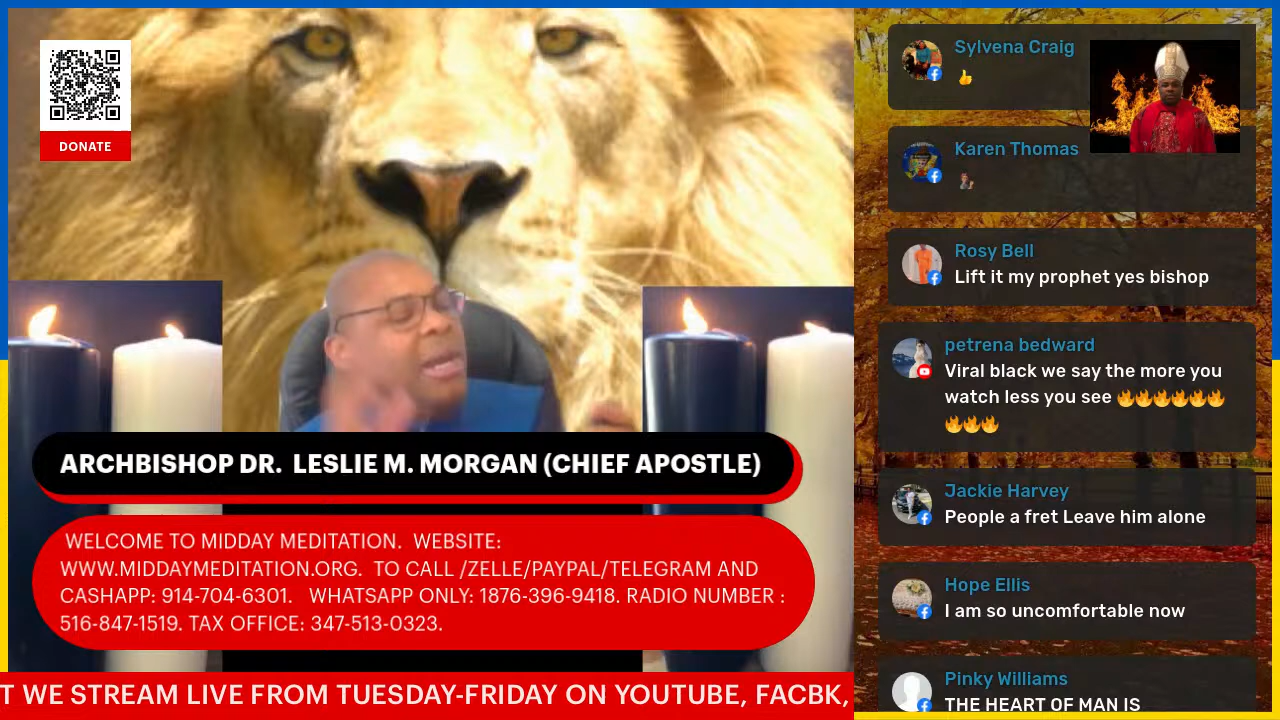 DONATE
ARCHBISHOP DR. LESLIE M. MORGAN (CHIEF APOSTLE)
WELCOME TO MIDDAY MEDITATION. WEBSITE:
WWW.MIDDAYMEDITATION.ORG. TO CALL /ZELLE/PAYPAL/TELEGRAM AND
CASHAPP: 914-704-6301. WHATSAPP ONLY: 1876-396-9418. RADIO NUMBER :
516-847-1519. TAX OFFICE: 347-513-0323.
T WE STREAM LIVE FROM TUESDAY-FRIDAY ON YOUTUBE, FACBK,
Sylvena Craig
👍
Karen Thomas
Rosy Bell
Lift it my prophet yes bishop
petrena bedward
Viral black we say the more you
watch less you see 🔥🔥🔥🔥🔥🔥
🔥🔥🔥
Jackie Harvey
People a fret Leave him alone
Hope Ellis
I am so uncomfortable now
Pinky Williams
THE HEART OF MAN IS